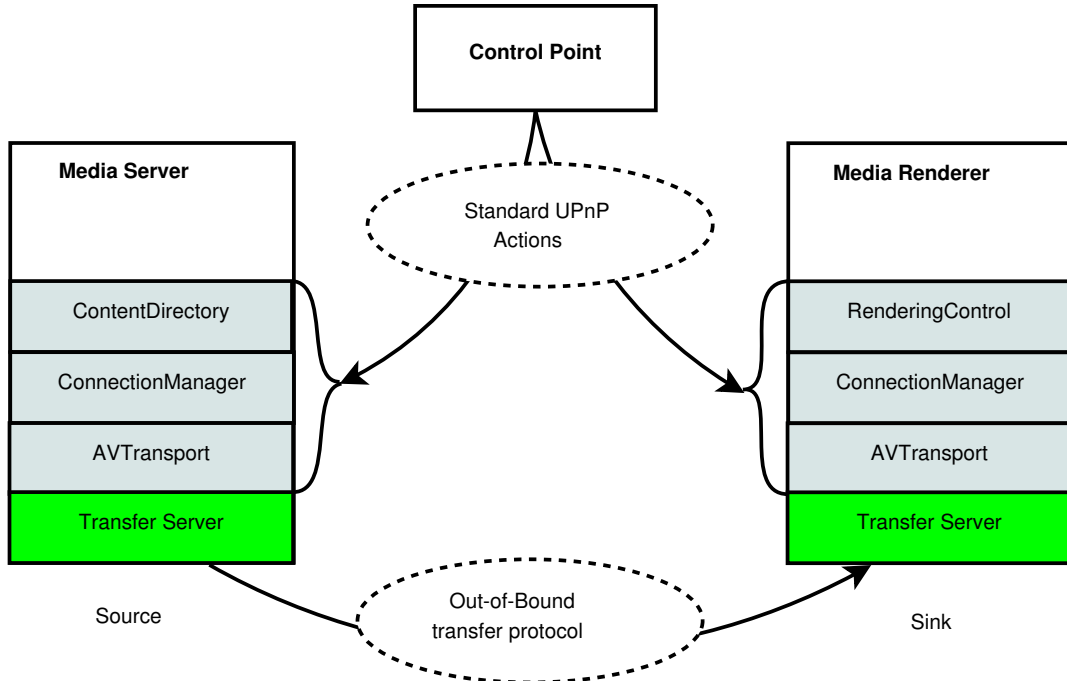 Control Point
Media Server
Media Renderer
Standard UPnP
Actions
ContentDirectory
RenderingControl
ConnectionManager
ConnectionManager
AVTransport
AVTransport
Transfer Server
Transfer Server
Source
Out-of-Bound
transfer protocol
Sink